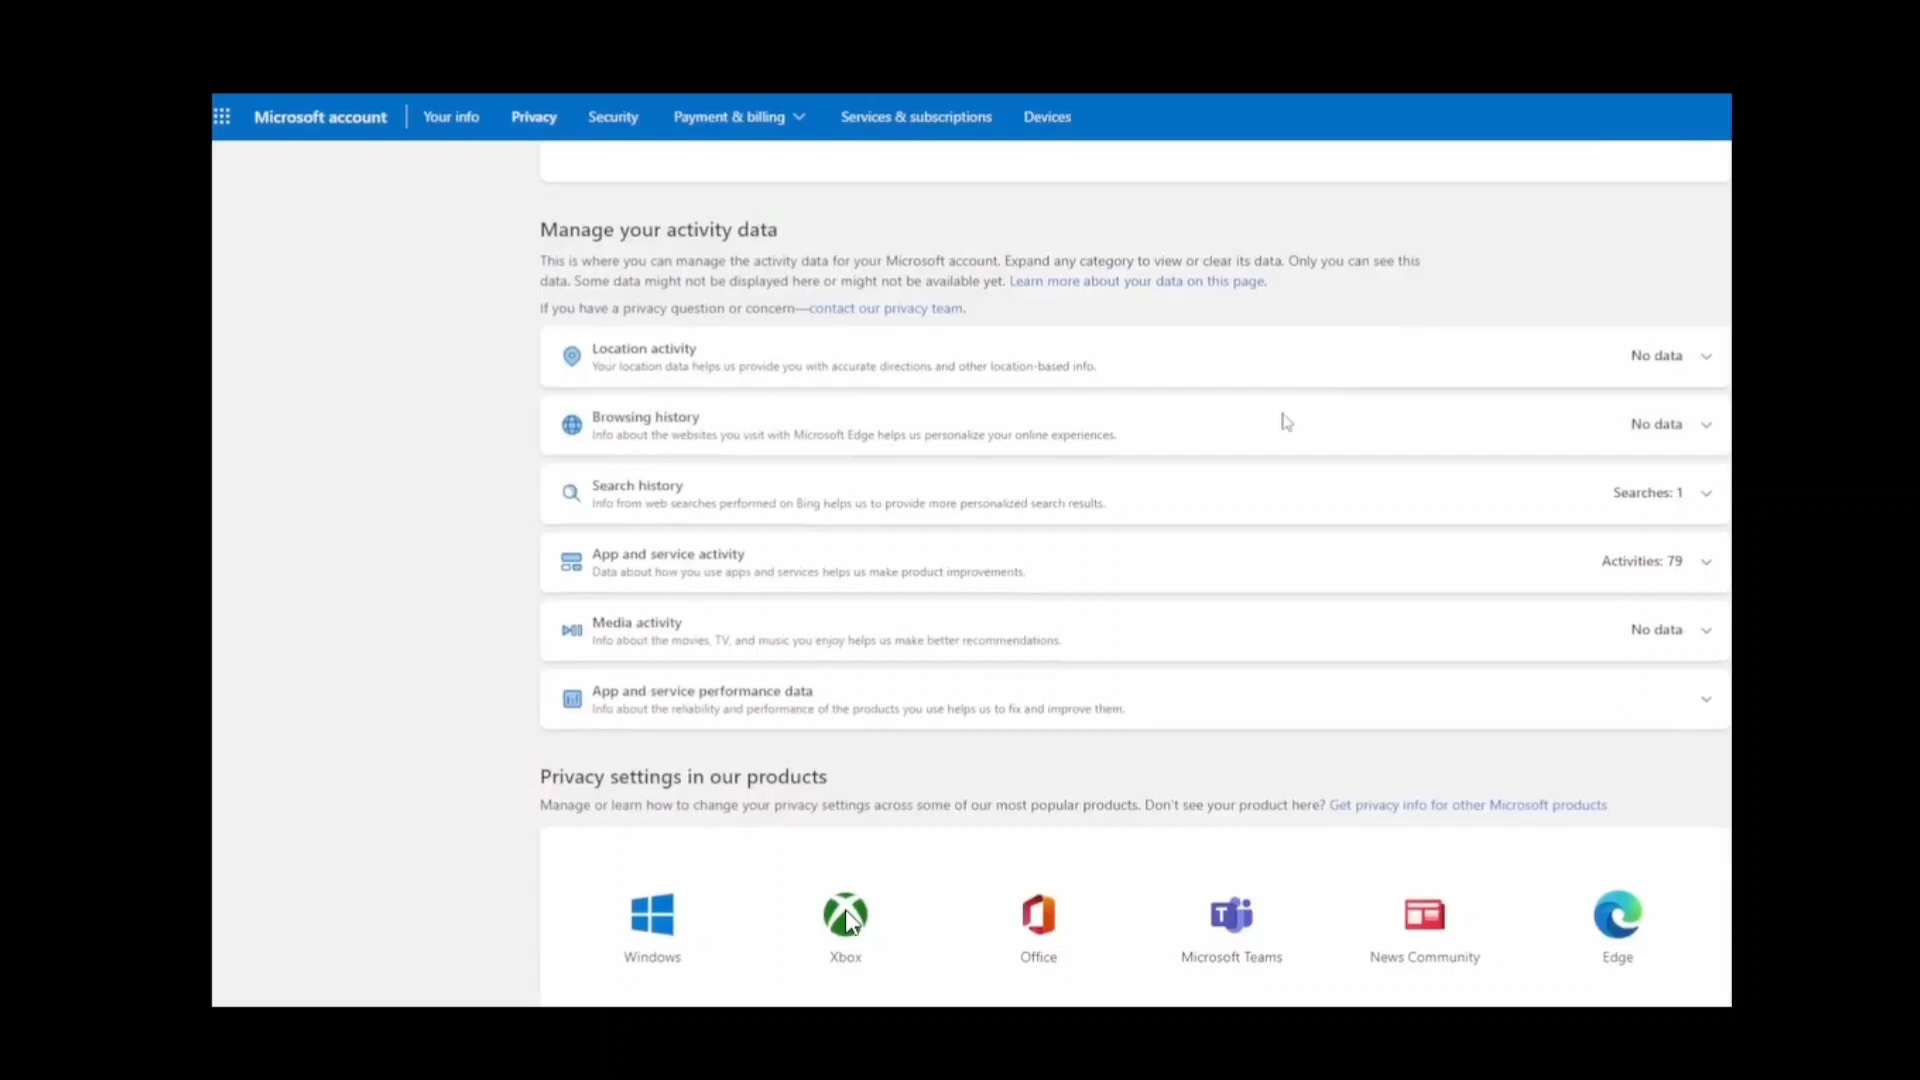 Microsoft account Your info Privacy Security Payment & billing Services & subscriptions Devices
Manage your activity data
This is where you can manage the activity data for your Microsoft account. Expand any category to view or clear its data. Only you can see this
data. Some data might not be displayed here or might not be available yet. Learn more about your data on this page.
If you have a privacy question or concern—contact our privacy team.
Location activity
No data
Your location data helps us provide you with accurate directions and other location-based info.
Browsing history
No data
Info about the websites you visit with Microsoft Edge helps us personalize your online experiences.
Search history
Searches: 1
Info from web searches performed on Bing helps us to provide more personalized search results.
App and service activity
Activities: 79
Data about how you use apps and services helps us make product improvements.
Media activity
No data
Info about the movies, TV, and music you enjoy helps us make better recommendations.
App and service performance data
Info about the reliability and performance of the products you use helps us to fix and improve them.
Privacy settings in our products
Manage or learn how to change your privacy settings across some of our most popular products. Don't see your product here? Get privacy info for other Microsoft products
Windows Xbox Office Microsoft Teams News Community Edge